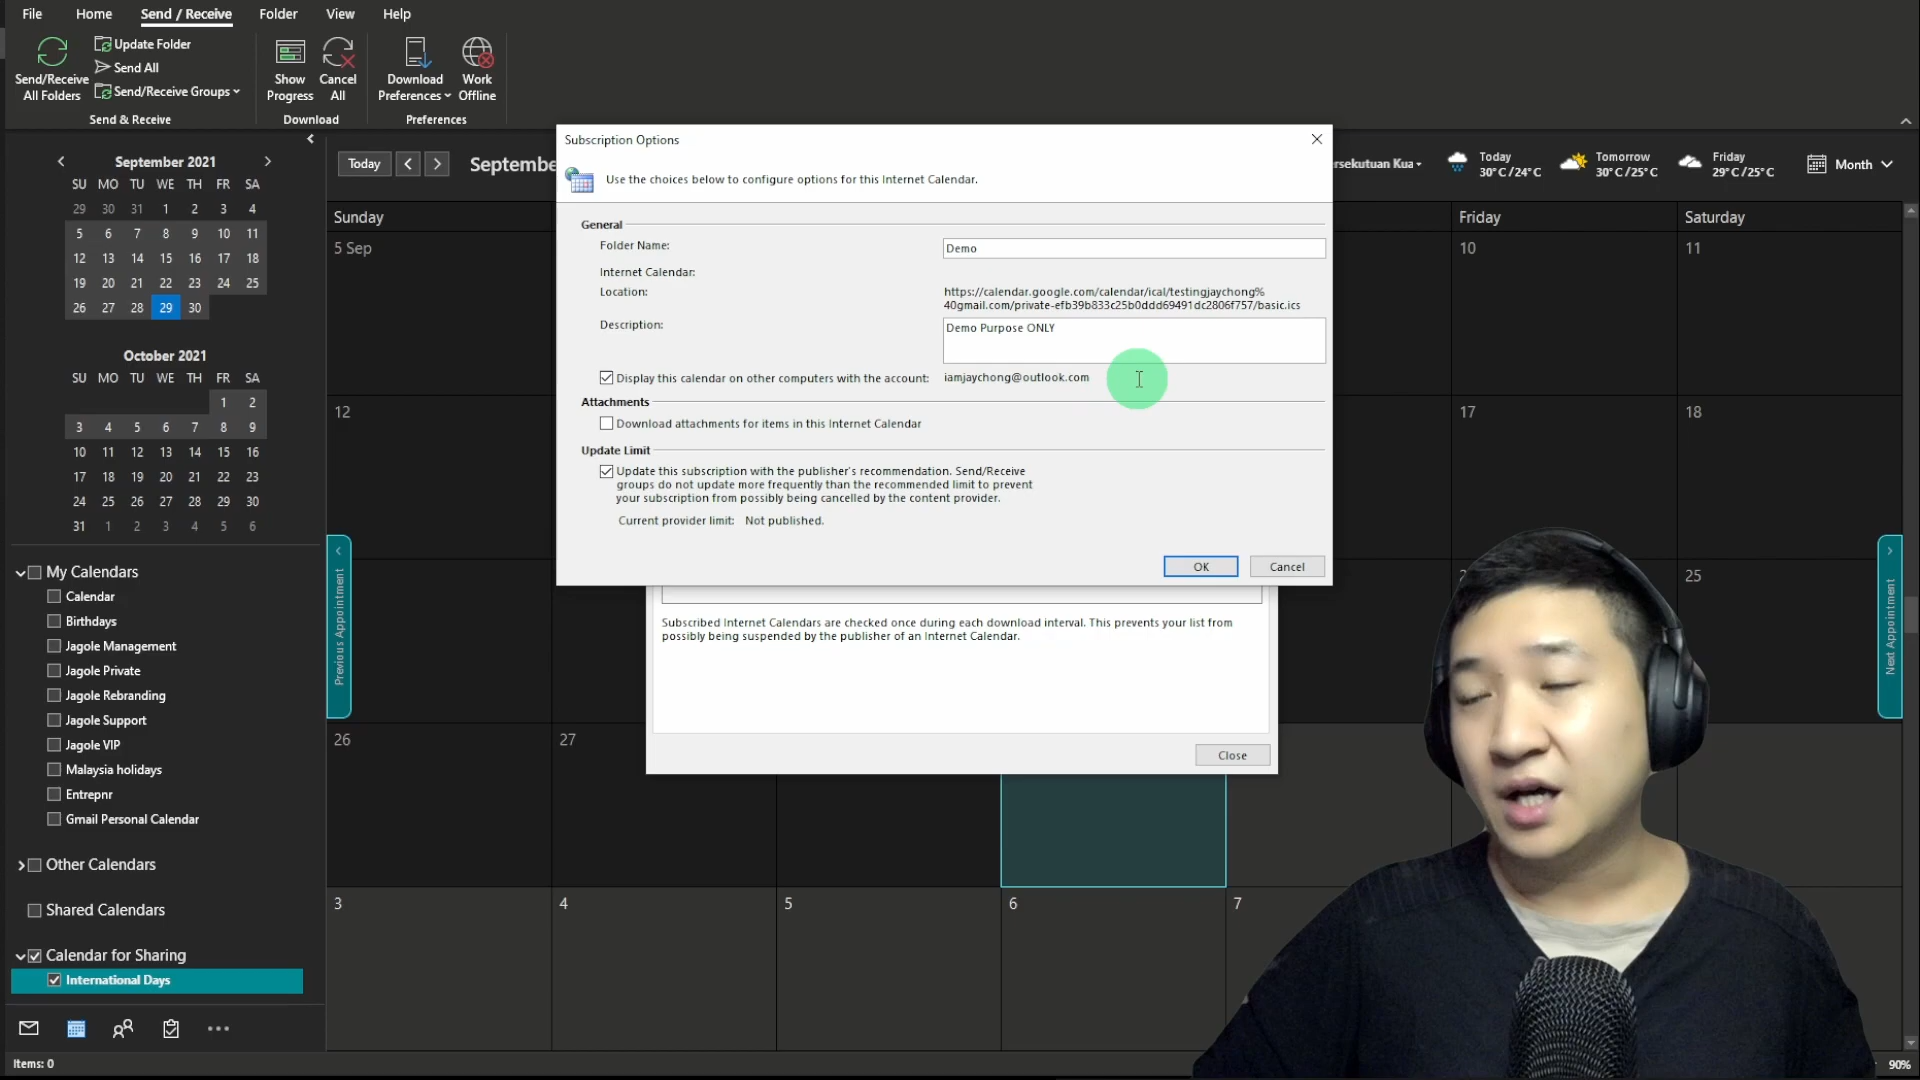 File Home Send / Receive Folder View Help
Send/Receive
All Folders
Update Folder
Send All
Send/Receive Groups
Send & Receive
Show
Progress
Cancel
All
Download
Download
Preferences
Work
Offline
Preferences
September 2021
SU MO TU WE TH FR SA
29 30 31 1 2 3 4
5 6 7 8 9 10 11
12 13 14 15 16 17 18
19 20 21 22 23 24 25
26 27 28 29 30
October 2021
SU MO TU WE TH FR SA
1 2
3 4 5 6 7 8 9
10 11 12 13 14 15 16
17 18 19 20 21 22 23
24 25 26 27 28 29 30
31 1 2 3 4 5 6
My Calendars
Calendar
Birthdays
Jagole Management
Jagole Private
Jagole Rebranding
Jagole Support
Jagole VIP
Malaysia holidays
Entrepnr
Gmail Personal Calendar
Other Calendars
Shared Calendars
Calendar for Sharing
International Days
Items: 0
Today
Septembe
ersekutuan Kua
Today
30°C/24°C
Tomorrow
30°C/25°C
Friday
29°C/25°C
Month
Sunday Friday Saturday
5 Sep 10 11
12 17 18
25
26 27
3 4 5 6 7
Previous Appointment
Next Appointment
Subscription Options
Use the choices below to configure options for this Internet Calendar.
General
Folder Name: Demo
Internet Calendar:
Location: https://calendar.google.com/calendar/ical/testingjaychong%
40gmail.com/private-efb39b833c25b0ddd69491dc2806f757/basic.ics
Description: Demo Purpose ONLY
Display this calendar on other computers with the account: iamjaychong@outlook.com
Attachments
Download attachments for items in this Internet Calendar
Update Limit
Update this subscription with the publisher's recommendation. Send/Receive
groups do not update more frequently than the recommended limit to prevent
your subscription from possibly being cancelled by the content provider.
Current provider limit: Not published.
OK Cancel
Subscribed Internet Calendars are checked once during each download interval. This prevents your list from
possibly being suspended by the publisher of an Internet Calendar.
Close
90%